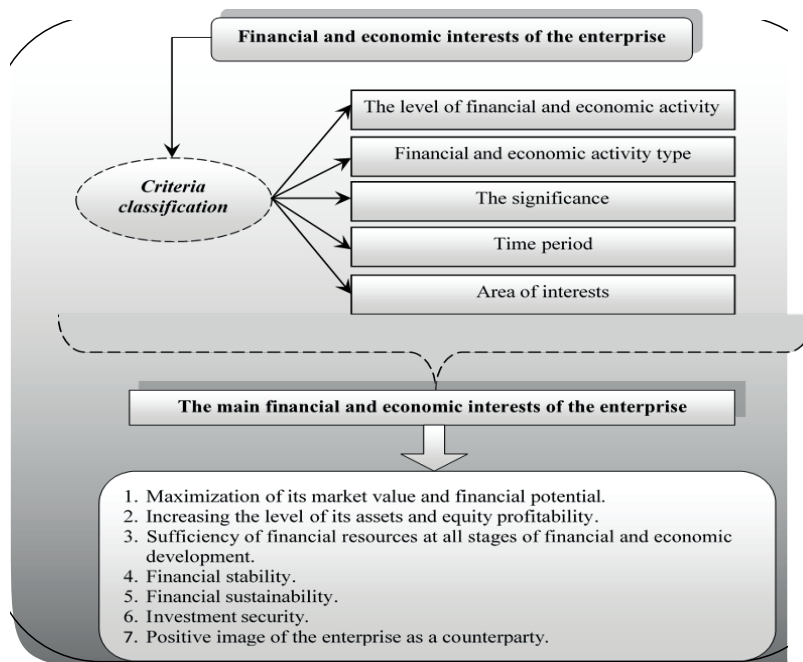 Financial and economic interests of the enterprise
The level of financial and economic activity
Financial and economic activity type
Criteria
classification
The significance
Time period
Area of interests
The main financial and economic interests of the enterprise
1. Maximization of its market value and financial potential.
2. Increasing the level of its assets and equity profitability.
3. Sufficiency of financial resources at all stages of financial and economic
development.
4. Financial stability.
5. Financial sustainability.
6. Investment security.
7. Positive image of the enterprise as a counterparty.